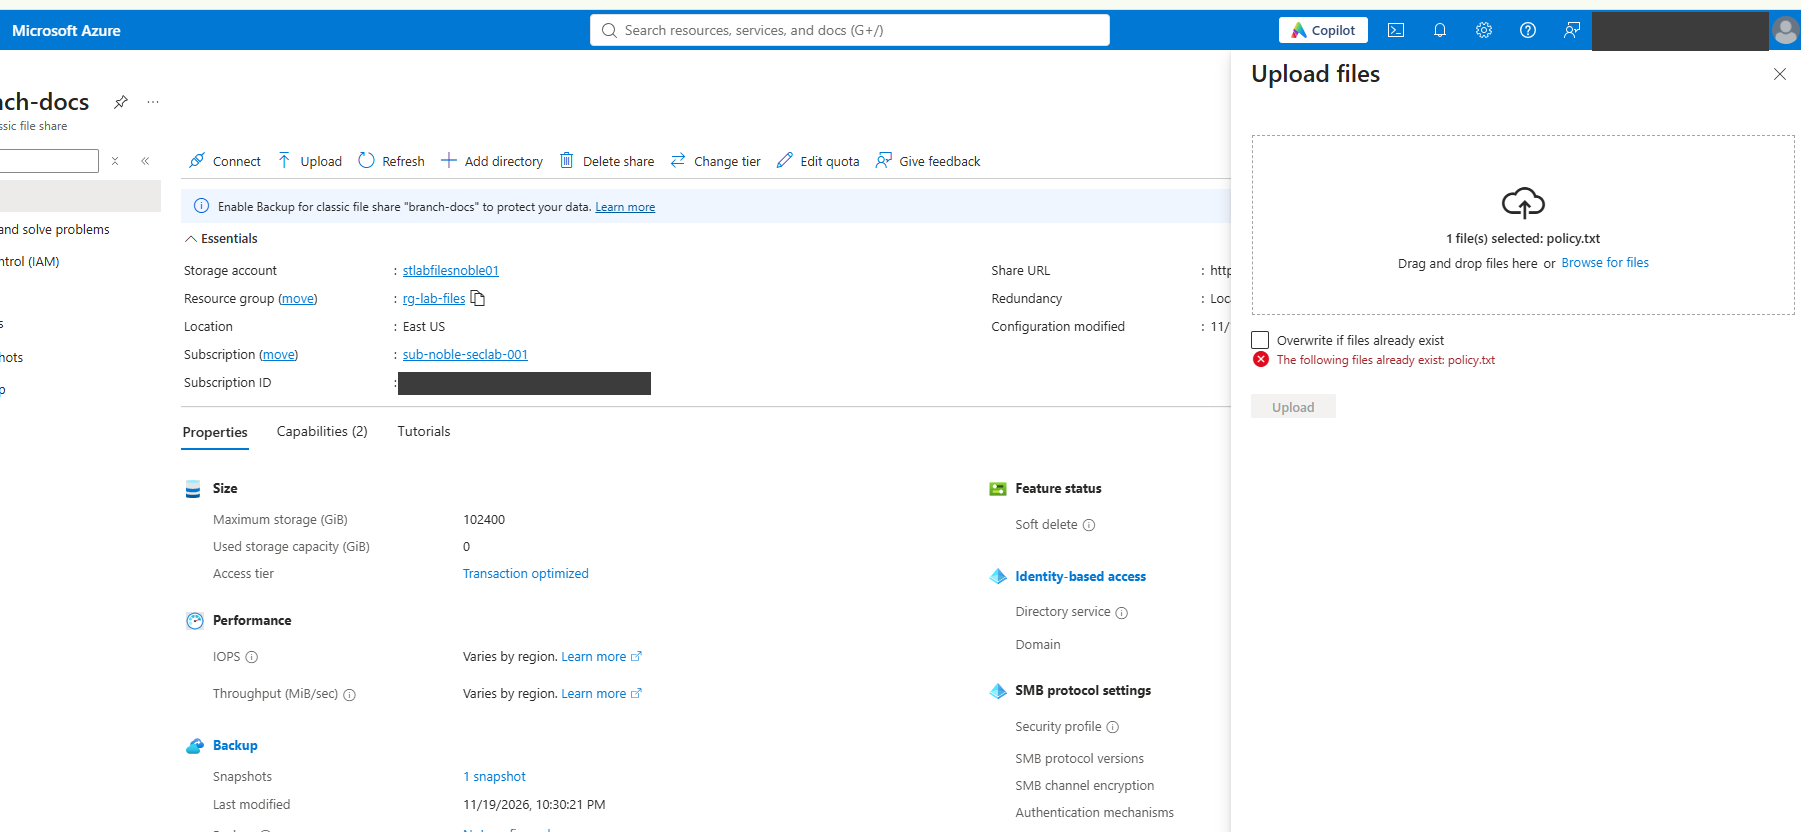 Microsoft Azure
Search resources, services, and docs (G+/)
Copilot
ch-docs
ssic file share
Connect Upload Refresh Add directory Delete share Change tier Edit quota Give feedback
Enable Backup for classic file share "branch-docs" to protect your data. Learn more
and solve problems
ntrol (IAM)
s
hots
p
Essentials
Storage account : stlabfilesnoble01
Resource group (move) : rg-lab-files
Location : East US
Subscription (move) : sub-noble-seclab-001
Subscription ID :
Share URL : http
Redundancy : Loc
Configuration modified : 11/
Properties Capabilities (2) Tutorials
Size
Maximum storage (GiB) 102400
Used storage capacity (GiB) 0
Access tier Transaction optimized
Performance
IOPS Varies by region. Learn more
Throughput (MiB/sec) Varies by region. Learn more
Backup
Snapshots 1 snapshot
Last modified 11/19/2026, 10:30:21 PM
Feature status
Soft delete
Identity-based access
Directory service
Domain
SMB protocol settings
Security profile
SMB protocol versions
SMB channel encryption
Authentication mechanisms
Upload files
1 file(s) selected: policy.txt
Drag and drop files here or Browse for files
Overwrite if files already exist
The following files already exist: policy.txt
Upload